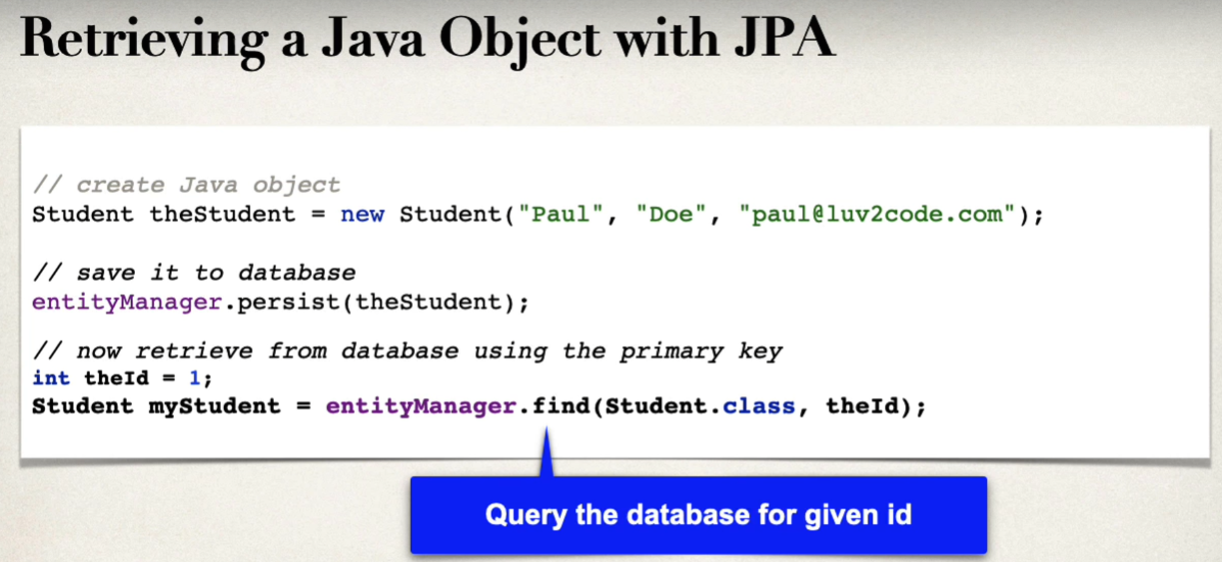 Retrieving a Java Object with JPA
// create Java object
Student theStudent = new Student("Paul", "Doe", "paul@luv2code.com");
// save it to database
entityManager.persist(theStudent);
// now retrieve from database using the primary key
int theId = 1;
Student myStudent = entityManager.find(Student.class, theId);
Query the database for given id